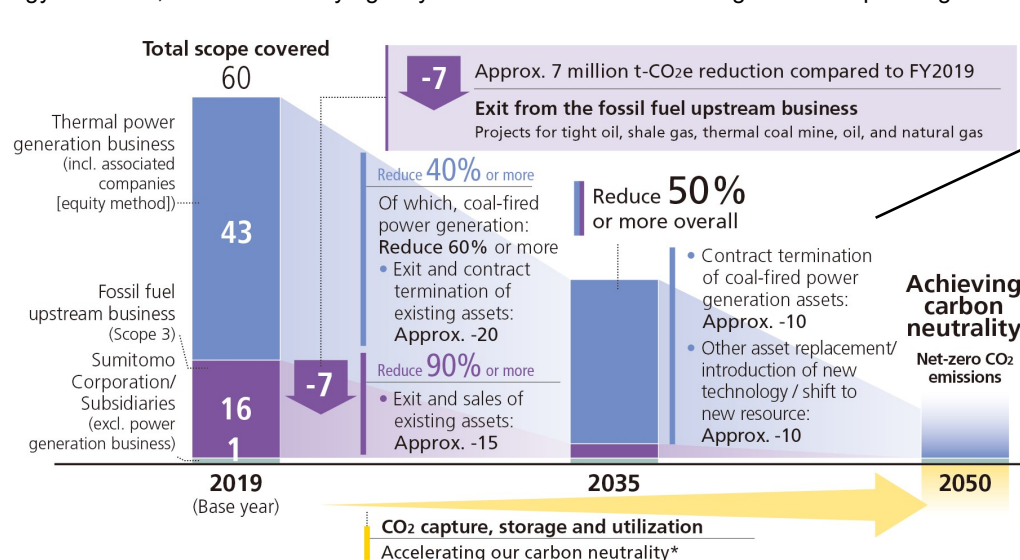 Total scope covered
60
-7
Approx. 7 million t-CO2e reduction compared to FY2019
Exit from the fossil fuel upstream business
Projects for tight oil, shale gas, thermal coal mine, oil, and natural gas
Thermal power
generation business
(incl. associated
companies
[equity method])
43
Fossil fuel
upstream business
(Scope 3)
Sumitomo
Corporation/
Subsidiaries
(excl. power
generation business)
16
1
-7
Reduce 40% or more
Of which, coal-fired
power generation:
Reduce 60% or more
• Exit and contract
termination of
existing assets:
Approx. -20
Reduce 90% or more
• Exit and sales of
existing assets:
Approx. -15
Reduce 50%
or more overall
• Contract termination
of coal-fired power
generation assets:
Approx. -10
• Other asset replacement/
introduction of new
technology / shift to
new resource:
Approx. -10
Achieving
carbon
neutrality
Net-zero CO2
emissions
2019
(Base year)
2035
2050
CO2 capture, storage and utilization
Accelerating our carbon neutrality*